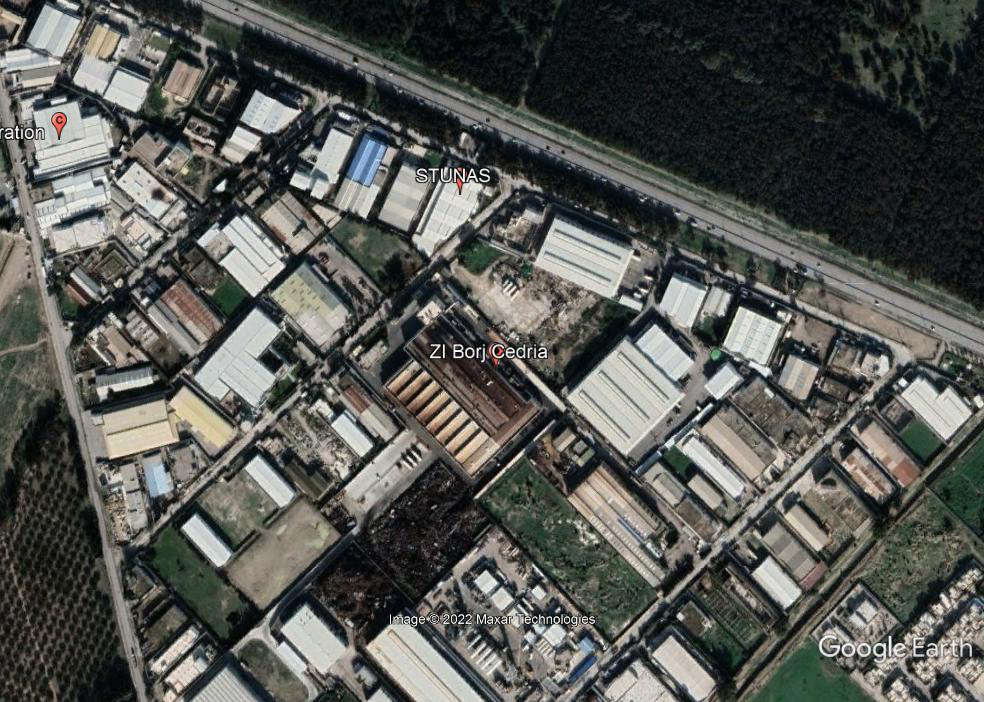 ration
C
STUNAS
ZI Borj Cedria
Image © 2022 Maxar Technologies
Google Earth